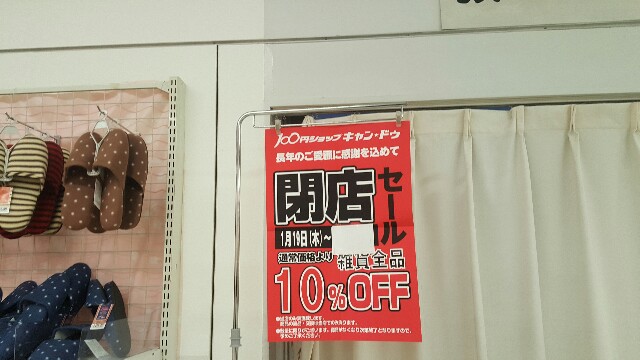 100円ショップ キャン・ドゥ
長年のご愛顧に感謝を込めて
閉店セール
1月19日(木)〜
通常価格より 雑貨全品
10%OFF